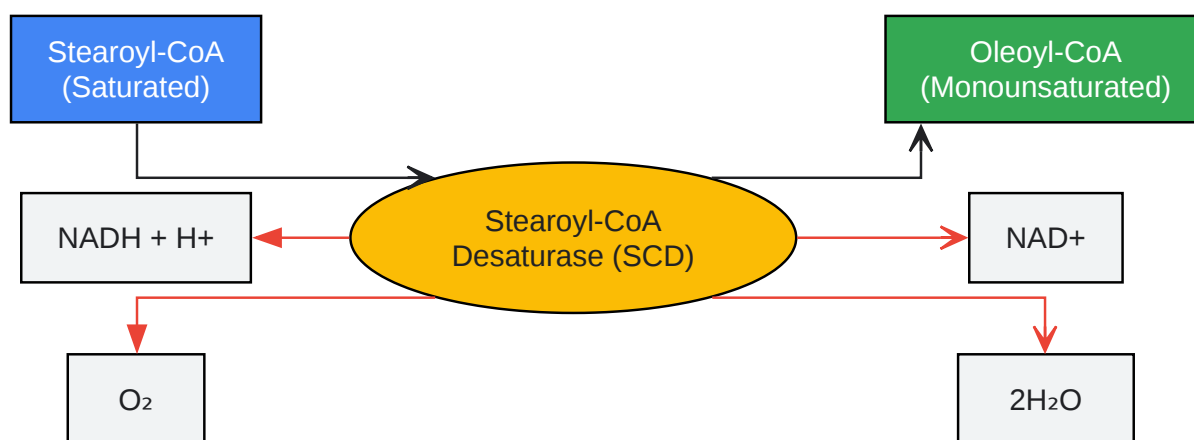 Stearoyl-CoA
(Saturated)
Oleoyl-CoA
(Monounsaturated)
NADH + H+
Stearoyl-CoA
Desaturase (SCD)
NAD+
O₂
2H₂O